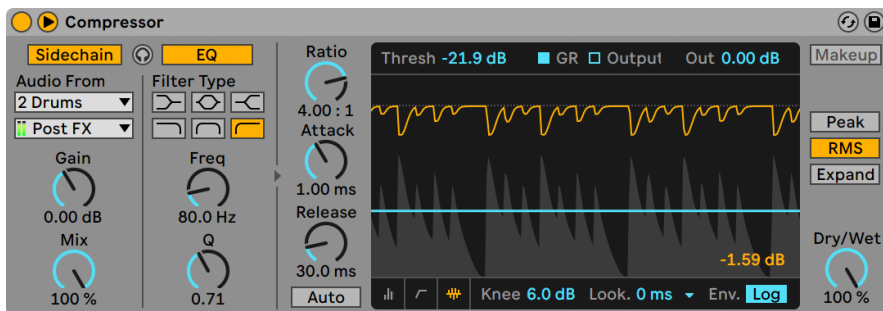 Compressor
Sidechain EQ
Audio From Filter Type
2 Drums
Post FX
Gain Freq
0.00 dB 80.0 Hz
Mix Q
100 % 0.71
Ratio
4.00 : 1
Attack
1.00 ms
Release
30.0 ms
Auto
Thresh -21.9 dB GR Output Out 0.00 dB
-1.59 dB
Knee 6.0 dB Look. 0 ms Env. Log
Makeup
Peak
RMS
Expand
Dry/Wet
100 %